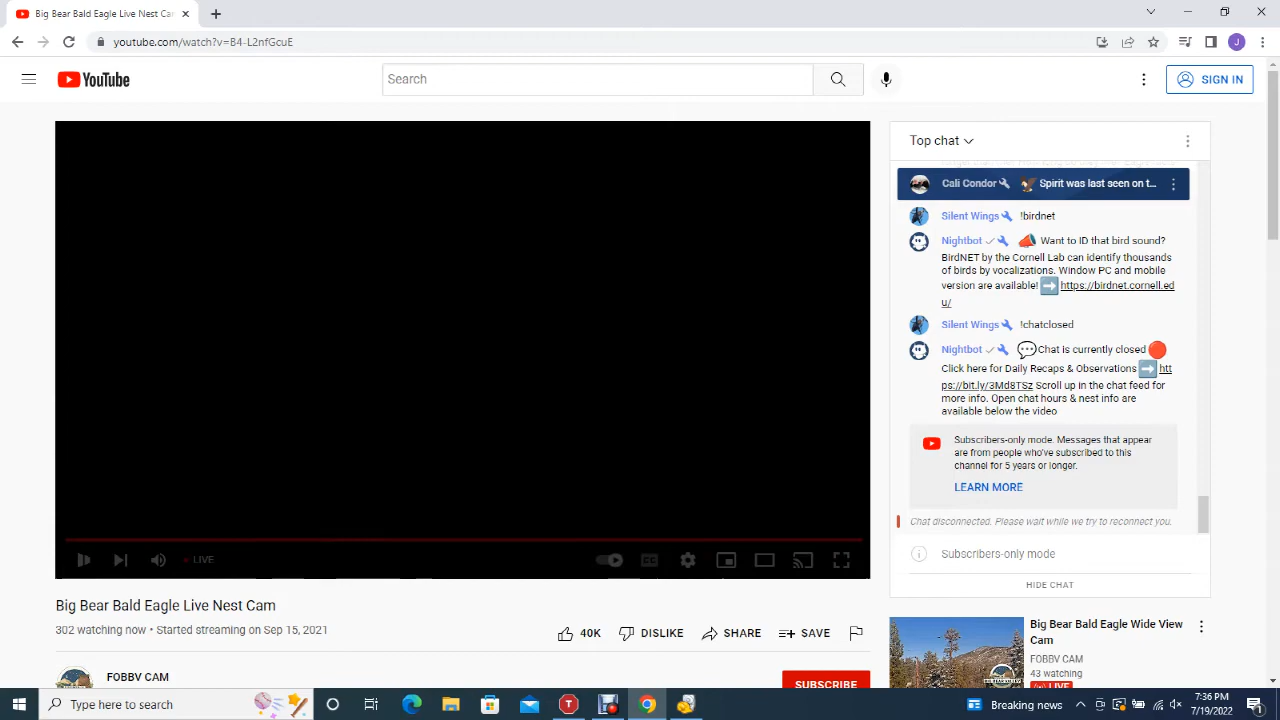 Big Bear Bald Eagle Live Nest Cam
youtube.com/watch?v=B4-L2nfGcuE
J
YouTube
Search
SIGN IN
Top chat
Cali Condor Spirit was last seen on t...
Silent Wings !birdnet
Nightbot Want to ID that bird sound?
BirdNET by the Cornell Lab can identify thousands
of birds by vocalizations. Window PC and mobile
version are available! https://birdnet.cornell.ed
u/
Silent Wings !chatclosed
Nightbot Chat is currently closed
Click here for Daily Recaps & Observations htt
ps://bit.ly/3Md8TSz Scroll up in the chat feed for
more info. Open chat hours & nest info are
available below the video
Subscribers-only mode. Messages that appear
are from people who've subscribed to this
channel for 5 years or longer.
LEARN MORE
Chat disconnected. Please wait while we try to reconnect you.
Subscribers-only mode
HIDE CHAT
LIVE
CC
Big Bear Bald Eagle Live Nest Cam
302 watching now • Started streaming on Sep 15, 2021
40K
DISLIKE
SHARE
SAVE
FOBBV CAM
SUBSCRIBE
Big Bear Bald Eagle Wide View
Cam
FOBBV CAM
43 watching
LIVE
Type here to search
T
Breaking news
7:36 PM
7/19/2022
1